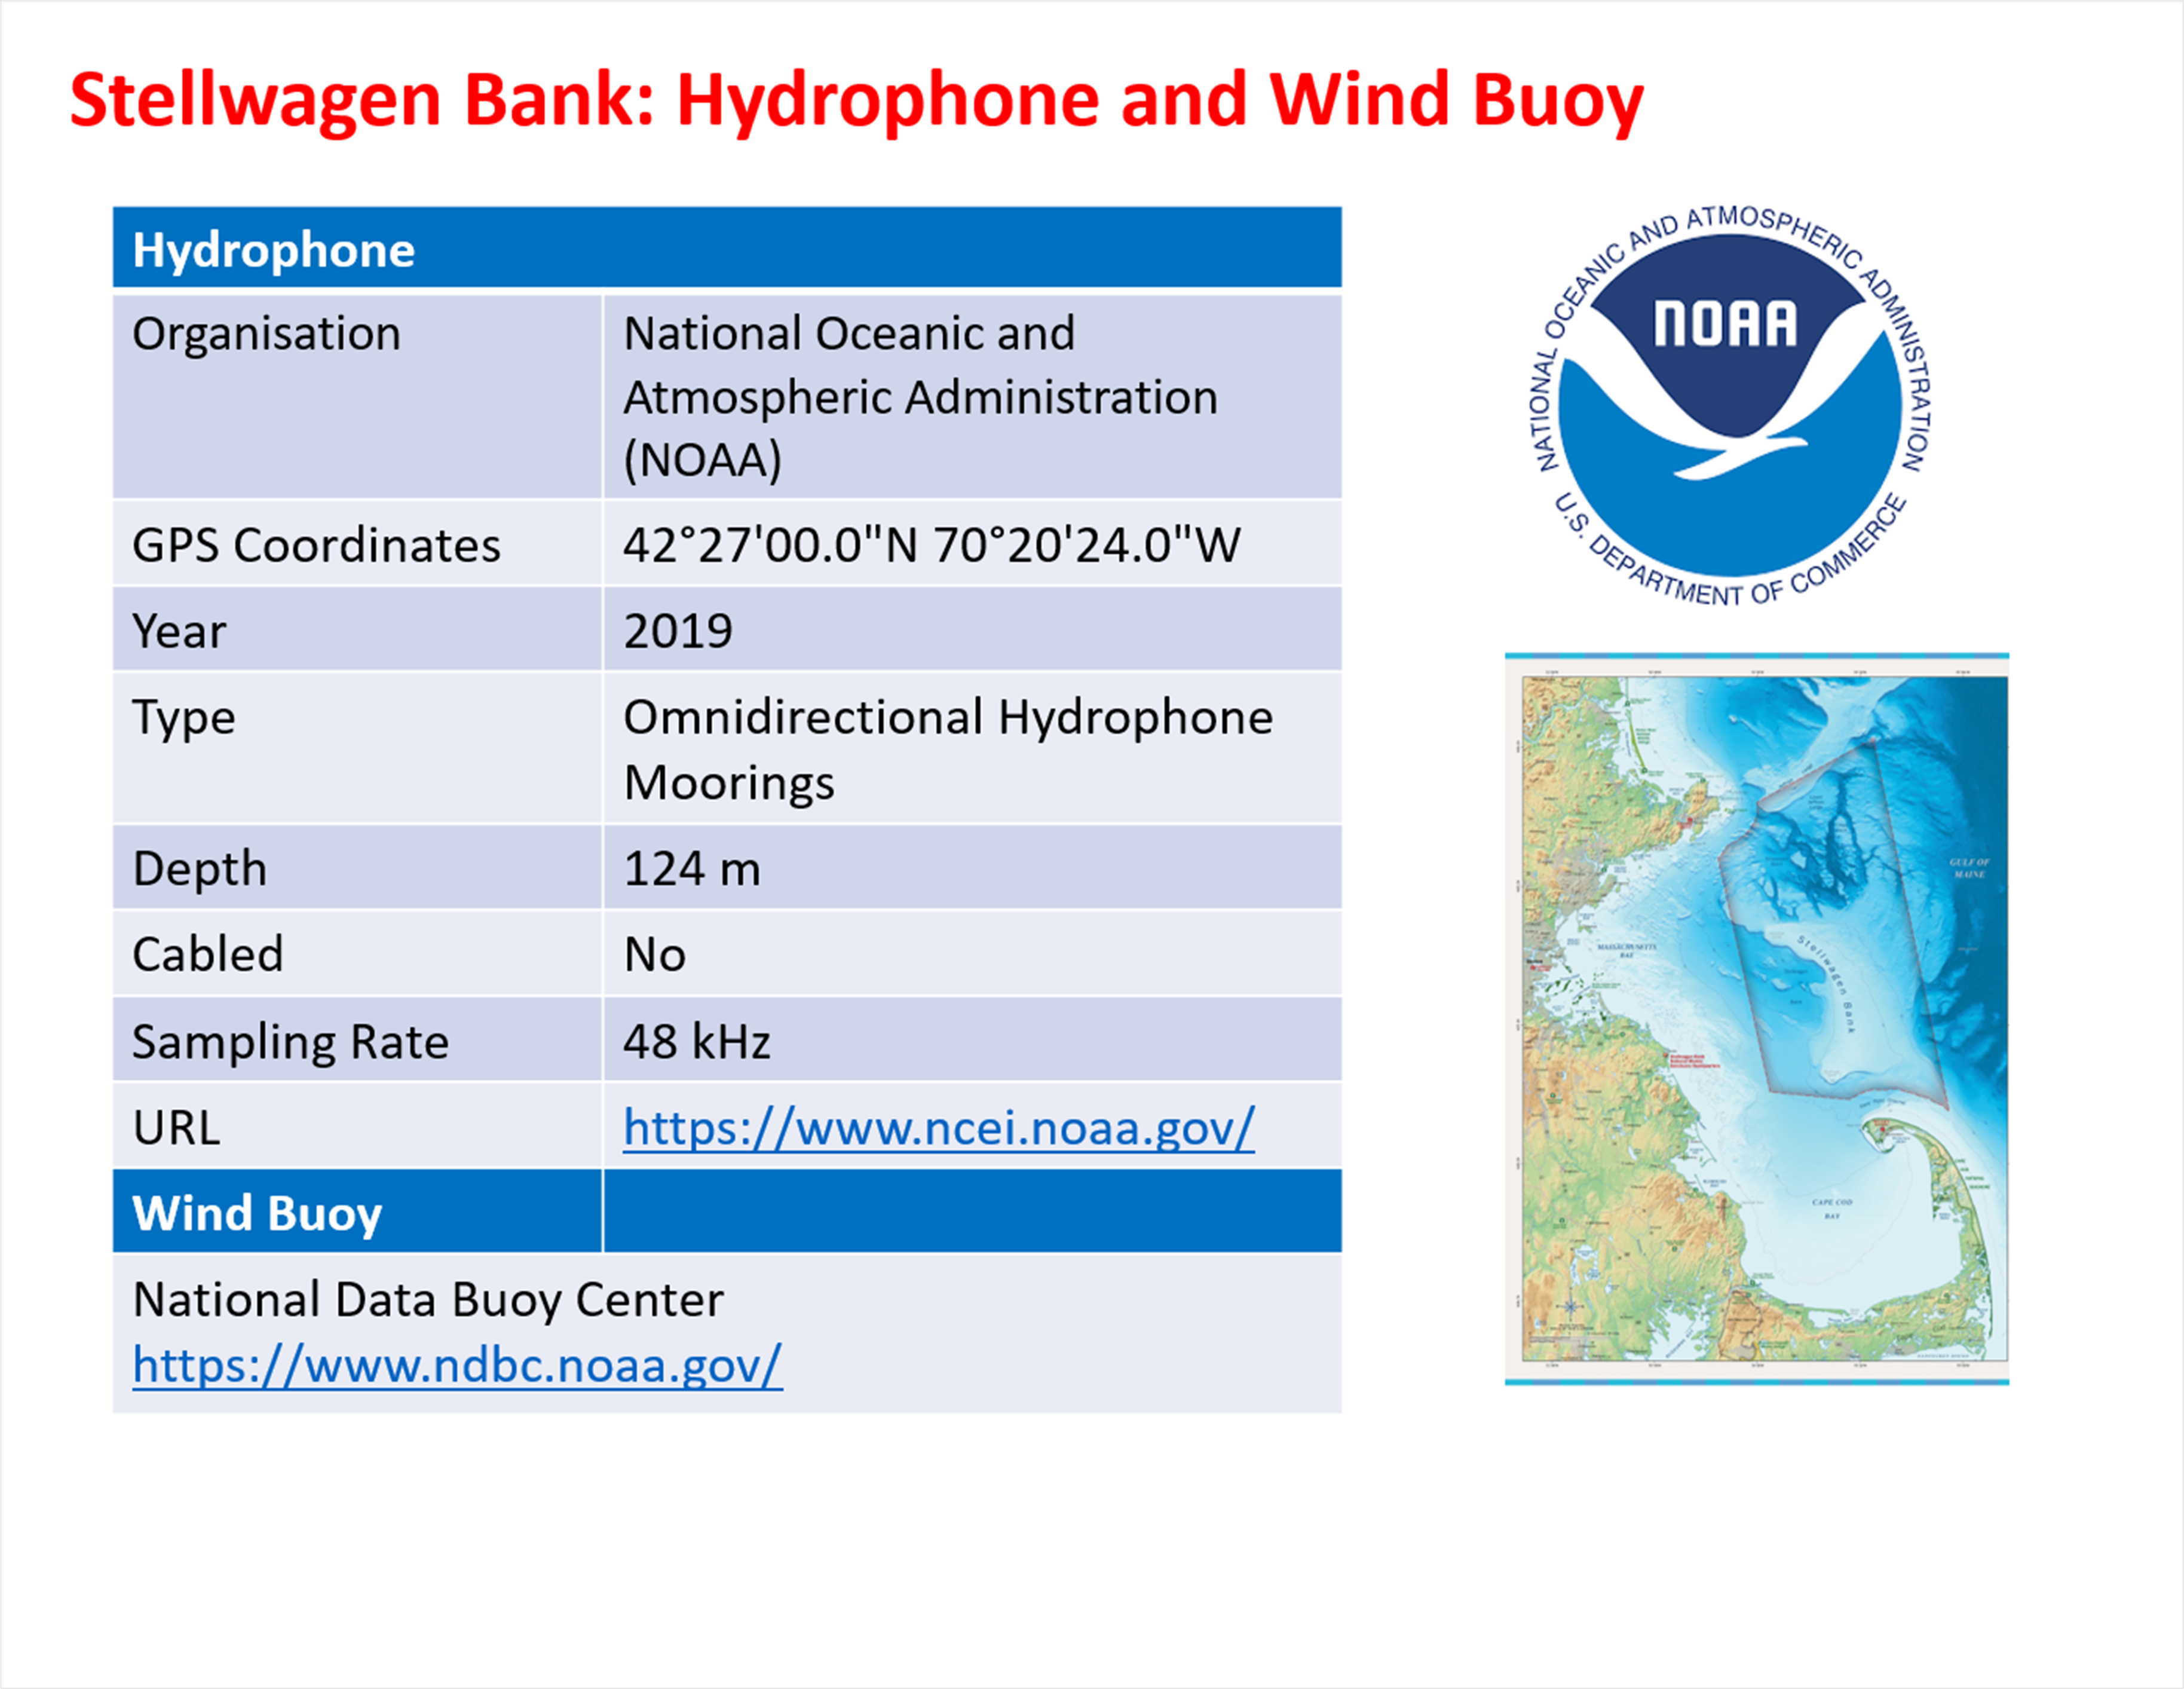 Stellwagen Bank: Hydrophone and Wind Buoy
Hydrophone
Organisation
National Oceanic and
Atmospheric Administration
(NOAA)
GPS Coordinates
42°27'00.0"N 70°20'24.0"W
Year
2019
Type
Omnidirectional Hydrophone
Moorings
Depth
124 m
Cabled
No
Sampling Rate
48 kHz
URL
https://www.ncei.noaa.gov/
Wind Buoy
National Data Buoy Center
https://www.ndbc.noaa.gov/
NATIONAL OCEANIC AND ATMOSPHERIC ADMINISTRATION
NOAA
U.S. DEPARTMENT OF COMMERCE
GULF OF
MAINE
MASSACHUSETTS
BAY
Stellwagen Bank
CAPE COD
BAY